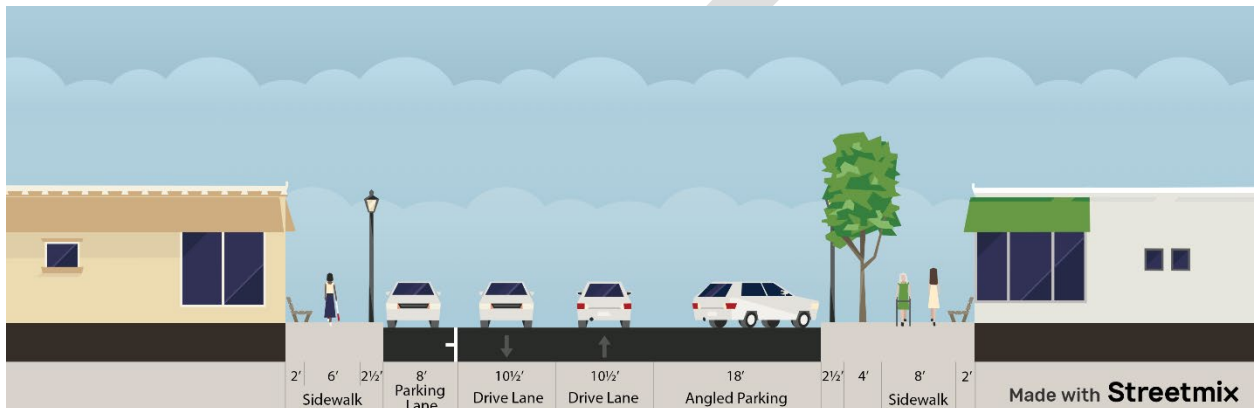 2' 6' 2½' 8' 10½' 10½' 18' 2½' 4' 8' 2'
Sidewalk Parking Lane Drive Lane Drive Lane Angled Parking Sidewalk
Made with Streetmix